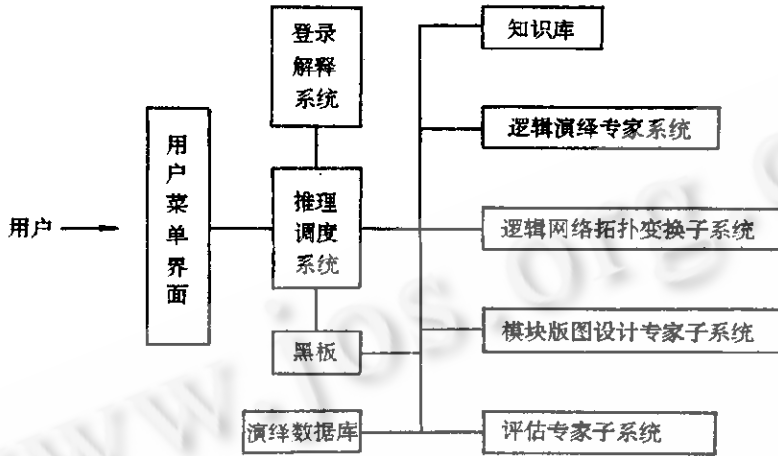 登录
解释
系统
知识库
逻辑演绎专家系统
用户
用户菜单界面
推理
调度
系统
逻辑网络拓扑变换子系统
黑板
模块版图设计专家子系统
演绎数据库
评估专家子系统
www.jos.org.c